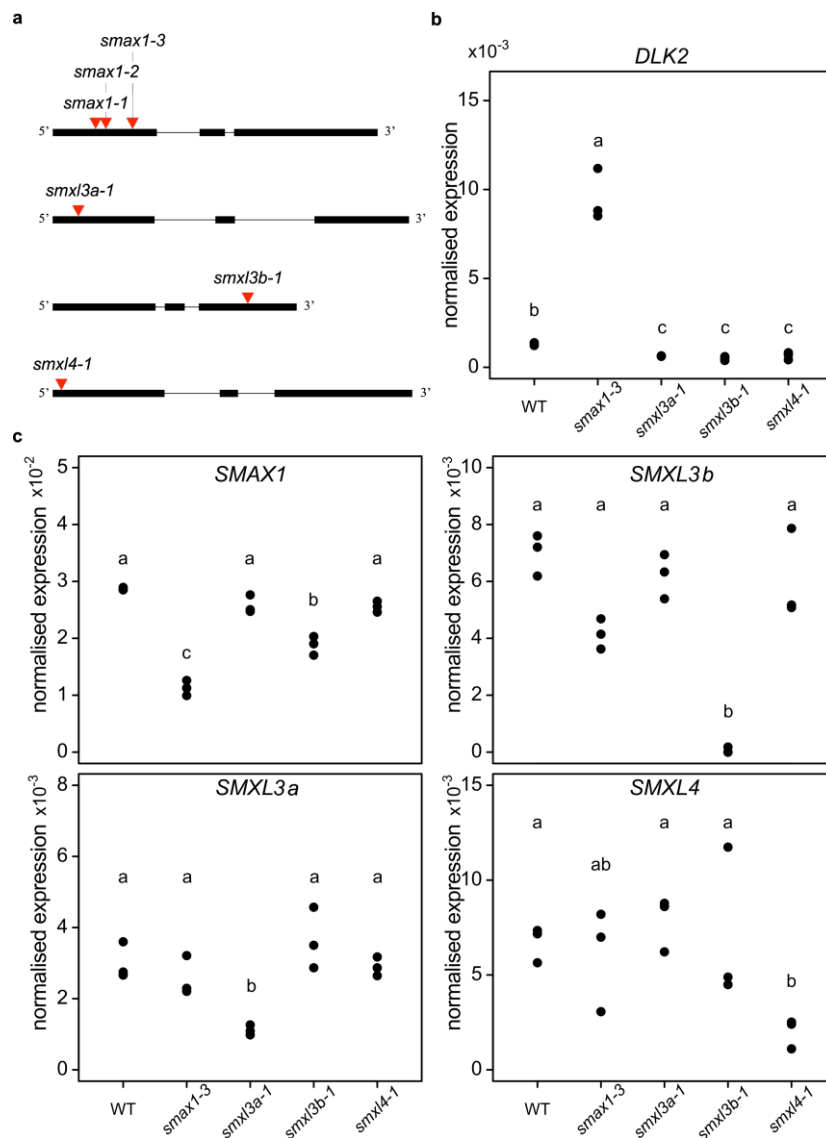 a
smax1-3
smax1-2
smax1-1
5’ 3’
smxl3a-1
5’ 3’
smxl3b-1
5’ 3’
smxl4-1
5’ 3’
b
x10-3
DLK2
normalised expression
15
10
5
0
a
b
c c c
WT smax1-3 smxl3a-1 smxl3b-1 smxl4-1
c
SMAX1
normalised expression x10-2
5
4
3
2
1
0
a a a
b
c
SMXL3b
normalised expression x10-3
8
6
4
2
0
a a a a
b
SMXL3a
normalised expression x10-3
8
6
4
2
0
a a a a
b
WT smax1-3 smxl3a-1 smxl3b-1 smxl4-1
SMXL4
normalised expression x10-3
15
10
5
0
a a a
ab
b
WT smax1-3 smxl3a-1 smxl3b-1 smxl4-1